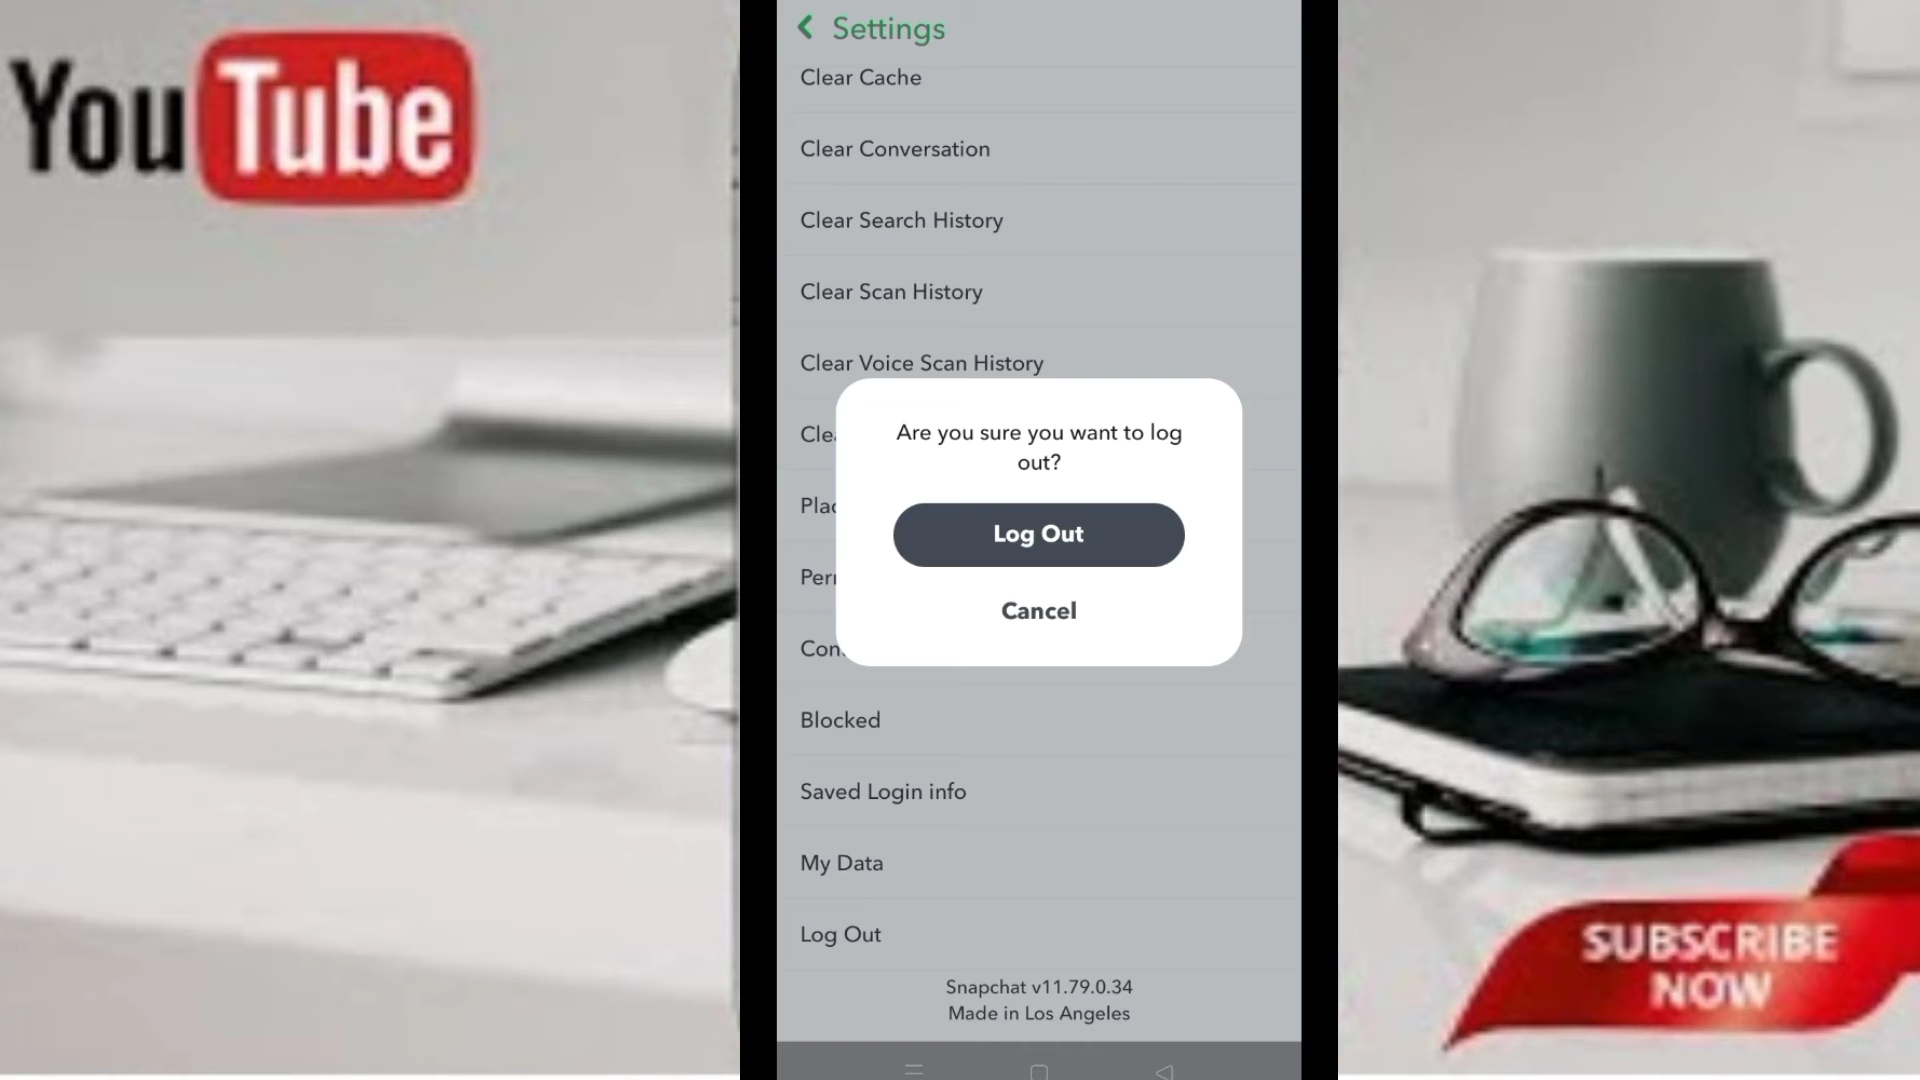 YouTube
Settings
Clear Cache
Clear Conversation
Clear Search History
Clear Scan History
Clear Voice Scan History
Are you sure you want to log
out?
Log Out
Cancel
Blocked
Saved Login info
My Data
Log Out
Snapchat v11.79.0.34
Made in Los Angeles
SUBSCRIBE
NOW